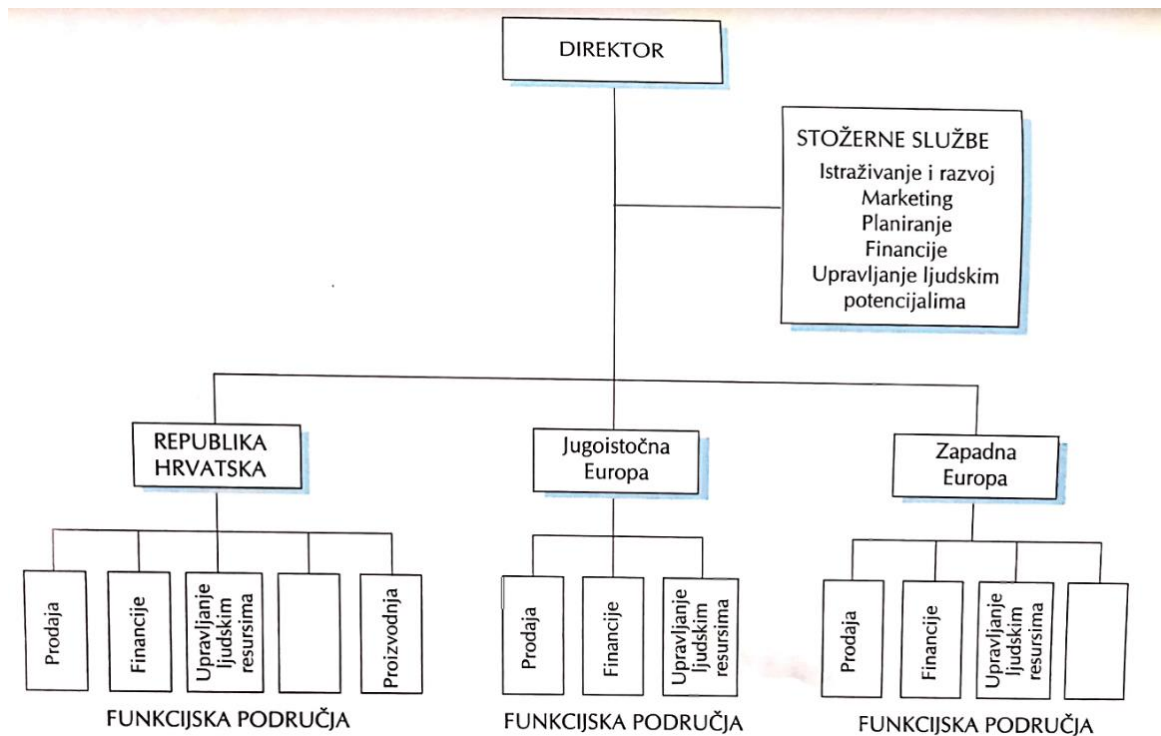 DIREKTOR
STOŽERNE SLUŽBE
Istraživanje i razvoj
Marketing
Planiranje
Financije
Upravljanje ljudskim
potencijalima
REPUBLIKA
HRVATSKA
Jugoistočna
Europa
Zapadna
Europa
Prodaja
Financije
Upravljanje
ljudskim
resursima
Proizvodnja
Prodaja
Financije
Upravljanje
ljudskim
resursima
Prodaja
Financije
Upravljanje
ljudskim
resursima
FUNKCIJSKA PODRUČJA
FUNKCIJSKA PODRUČJA
FUNKCIJSKA PODRUČJA